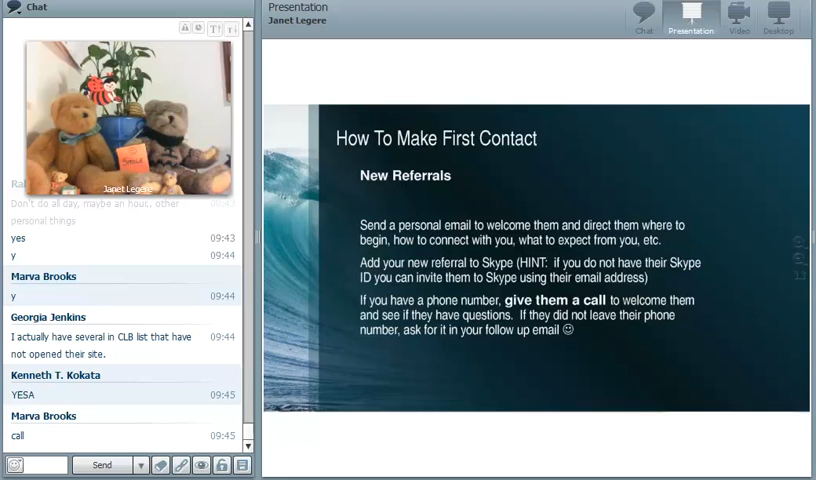 Chat
Janet Legere
Don't do all day, maybe an hour., other 09:43
personal things
yes 09:43
y 09:44
Marva Brooks
y 09:44
Georgia Jenkins
I actually have several in CLB list that have 09:44
not opened their site.
Kenneth T. Kokata
YESA 09:45
Marva Brooks
call 09:45
Send
Presentation
Janet Legere
Chat
Presentation
Video
Desktop
How To Make First Contact
New Referrals
Send a personal email to welcome them and direct them where to
begin, how to connect with you, what to expect from you, etc.
Add your new referral to Skype (HINT: if you do not have their Skype
ID you can invite them to Skype using their email address)
If you have a phone number, give them a call to welcome them
and see if they have questions. If they did not leave their phone
number, ask for it in your follow up email ☺